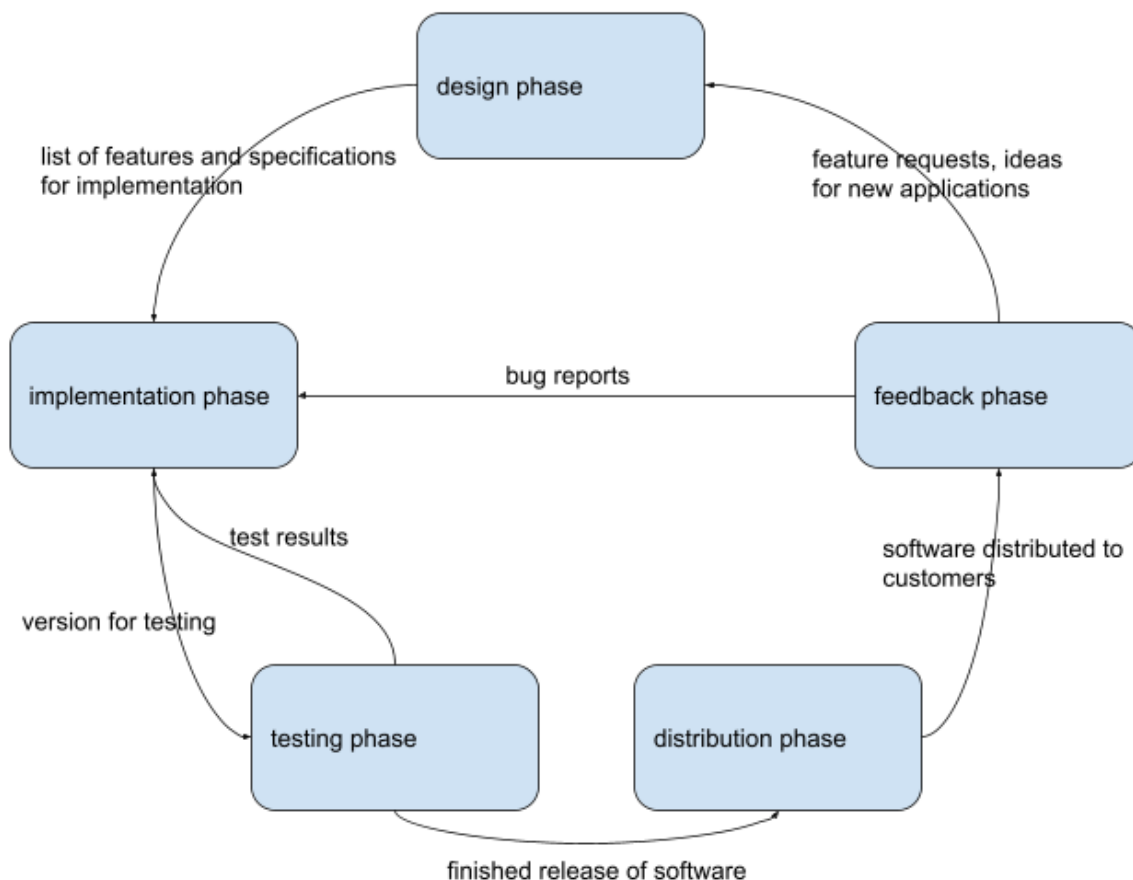 design phase
list of features and specifications
for implementation
feature requests, ideas
for new applications
implementation phase
bug reports
feedback phase
test results
software distributed to
customers
version for testing
testing phase
distribution phase
finished release of software